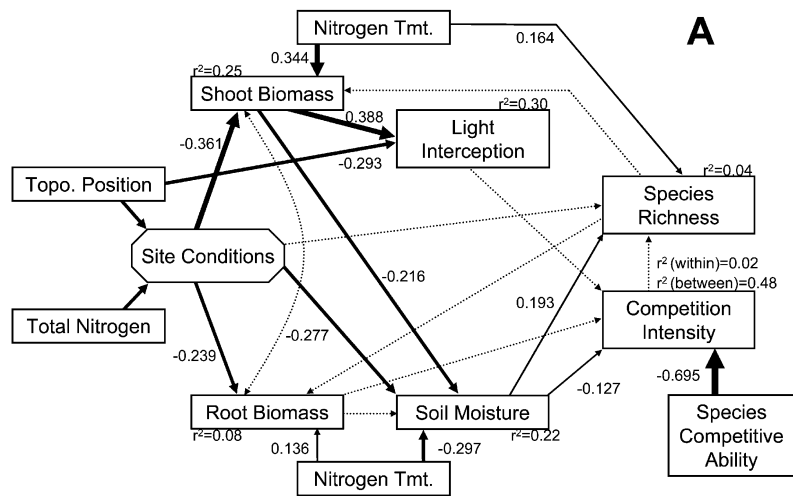 Nitrogen Tmt.
A
0.344
0.164
r²=0.25
Shoot Biomass
r²=0.30
0.388
Light
Interception
-0.361
-0.293
Topo. Position
r²=0.04
Species
Richness
Site Conditions
r² (within)=0.02
r² (between)=0.48
-0.216
0.193
Competition
Intensity
Total Nitrogen
-0.277
-0.239
-0.127
-0.695
Root Biomass
Soil Moisture
r²=0.08
r²=0.22
Species
Competitive
Ability
0.136
-0.297
Nitrogen Tmt.